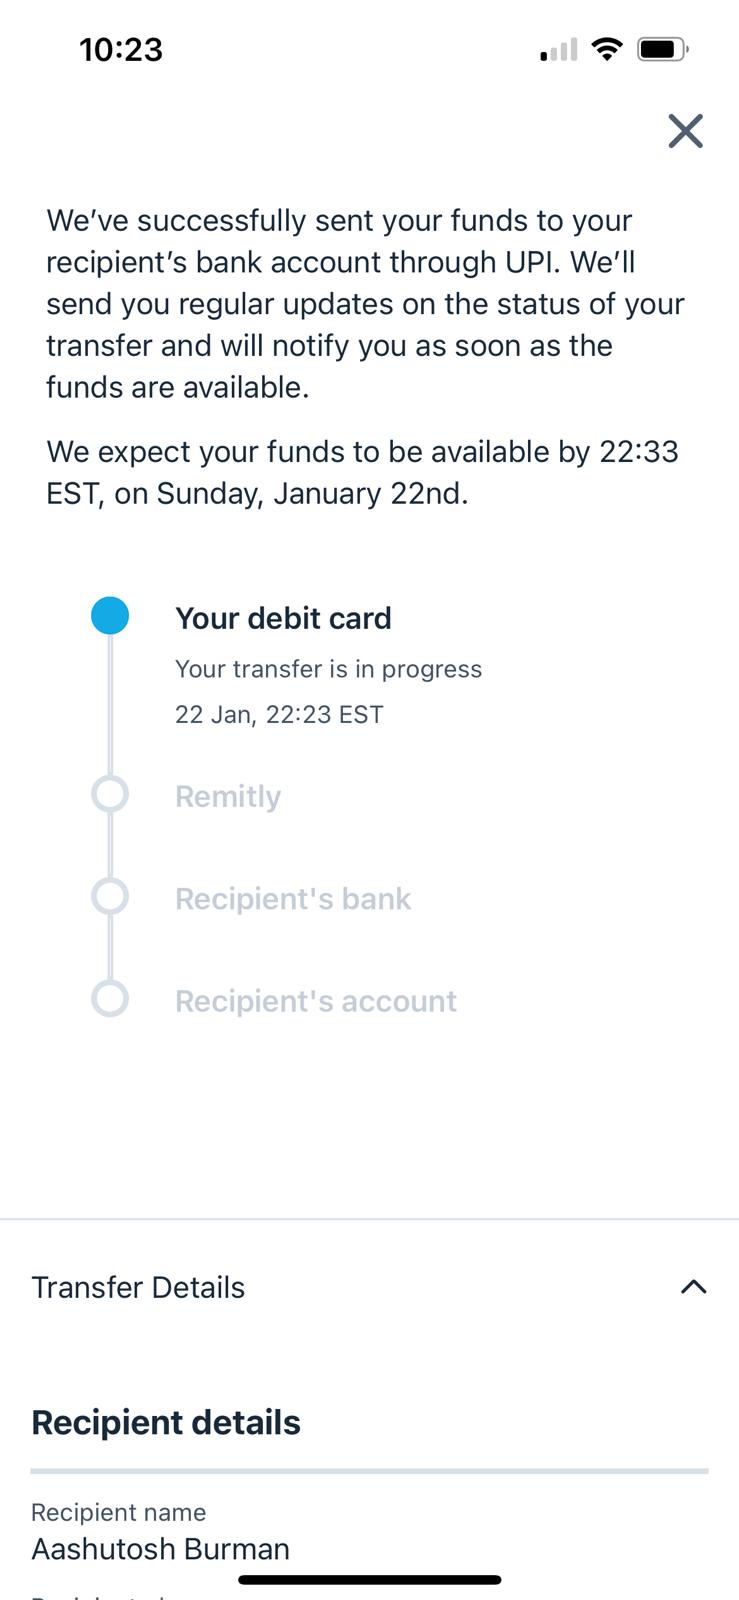 10:23
We've successfully sent your funds to your
recipient's bank account through UPI. We'll
send you regular updates on the status of your
transfer and will notify you as soon as the
funds are available.
We expect your funds to be available by 22:33
EST, on Sunday, January 22nd.
Your debit card
Your transfer is in progress
22 Jan, 22:23 EST
Remitly
Recipient's bank
Recipient's account
Transfer Details
Recipient details
Recipient name
Aashutosh Burman